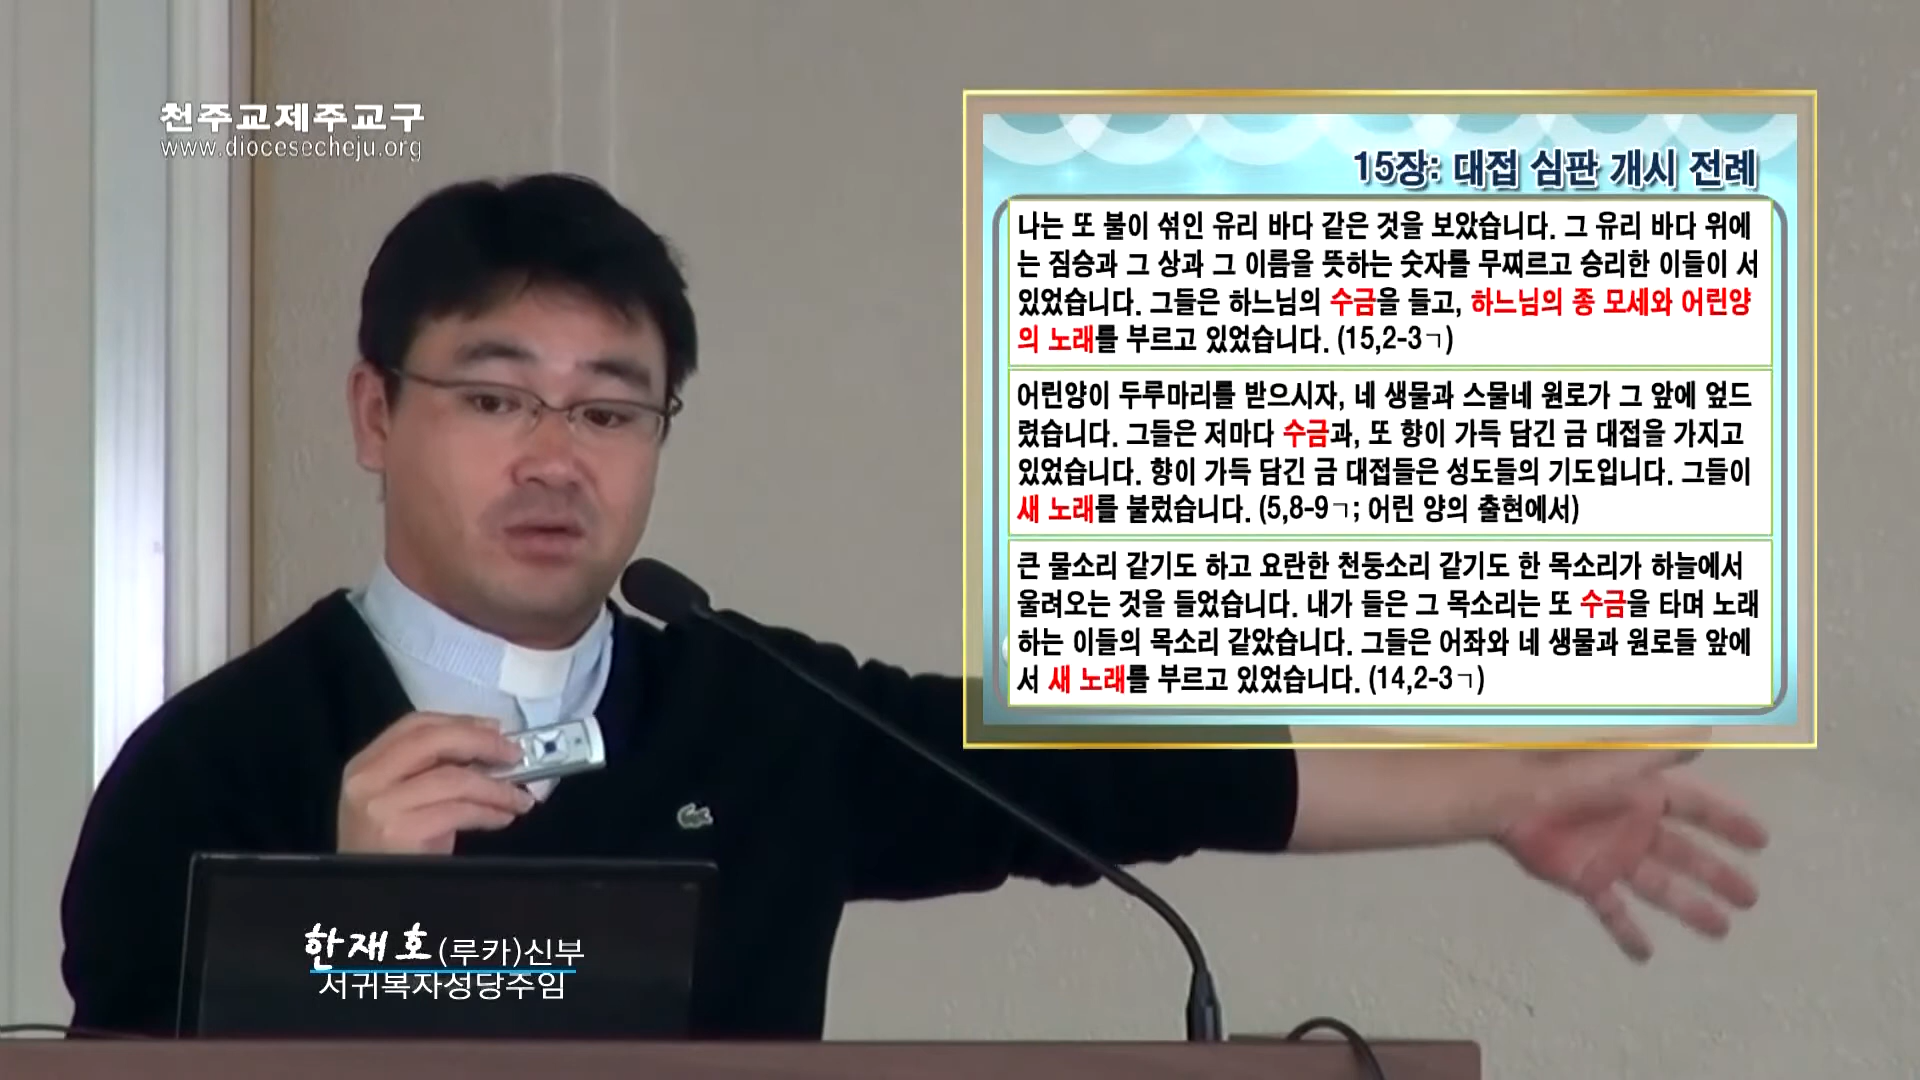 천주교제주교구
www.diocesecheju.org
15장: 대접 심판 개시 전례
나는 또 불이 섞인 유리 바다 같은 것을 보았습니다. 그 유리 바다 위에
는 짐승과 그 상과 그 이름을 뜻하는 숫자를 무찌르고 승리한 이들이 서
있었습니다. 그들은 하느님의 수금을 들고, 하느님의 종 모세와 어린양
의 노래를 부르고 있었습니다. (15,2-3ㄱ)
어린양이 두루마리를 받으시자, 네 생물과 스물네 원로가 그 앞에 엎드
렸습니다. 그들은 저마다 수금과, 또 향이 가득 담긴 금 대접을 가지고
있었습니다. 향이 가득 담긴 금 대접들은 성도들의 기도입니다. 그들이
새 노래를 불렀습니다. (5,8-9ㄱ; 어린 양의 출현에서)
큰 물소리 같기도 하고 요란한 천둥소리 같기도 한 목소리가 하늘에서
울려오는 것을 들었습니다. 내가 들은 그 목소리는 또 수금을 타며 노래
하는 이들의 목소리 같았습니다. 그들은 어좌와 네 생물과 원로들 앞에
서 새 노래를 부르고 있었습니다. (14,2-3ㄱ)
한재호(루카)신부
서귀복자성당주임